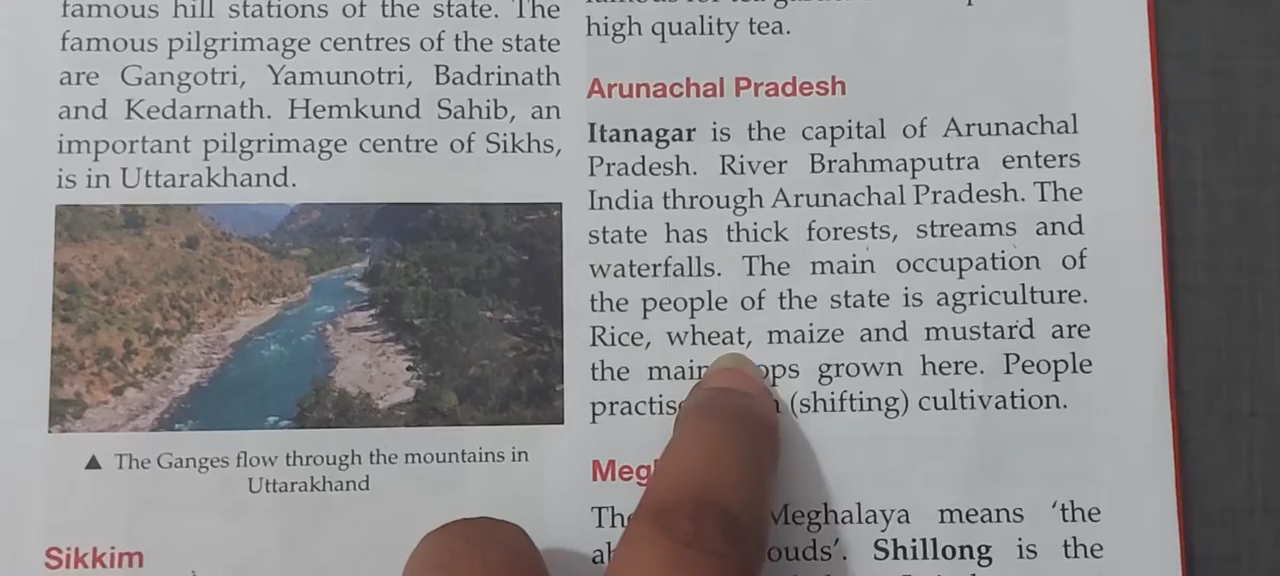 famous hill stations of the state. The
famous pilgrimage centres of the state
are Gangotri, Yamunotri, Badrinath
and Kedarnath. Hemkund Sahib, an
important pilgrimage centre of Sikhs,
is in Uttarakhand.
▲ The Ganges flow through the mountains in
Uttarakhand
Sikkim
high quality tea.
Arunachal Pradesh
Itanagar is the capital of Arunachal
Pradesh. River Brahmaputra enters
India through Arunachal Pradesh. The
state has thick forests, streams and
waterfalls. The main occupation of
the people of the state is agriculture.
Rice, wheat, maize and mustard are
the main grown here. People
(shifting) cultivation.
Meghalaya means 'the
Shillong is the